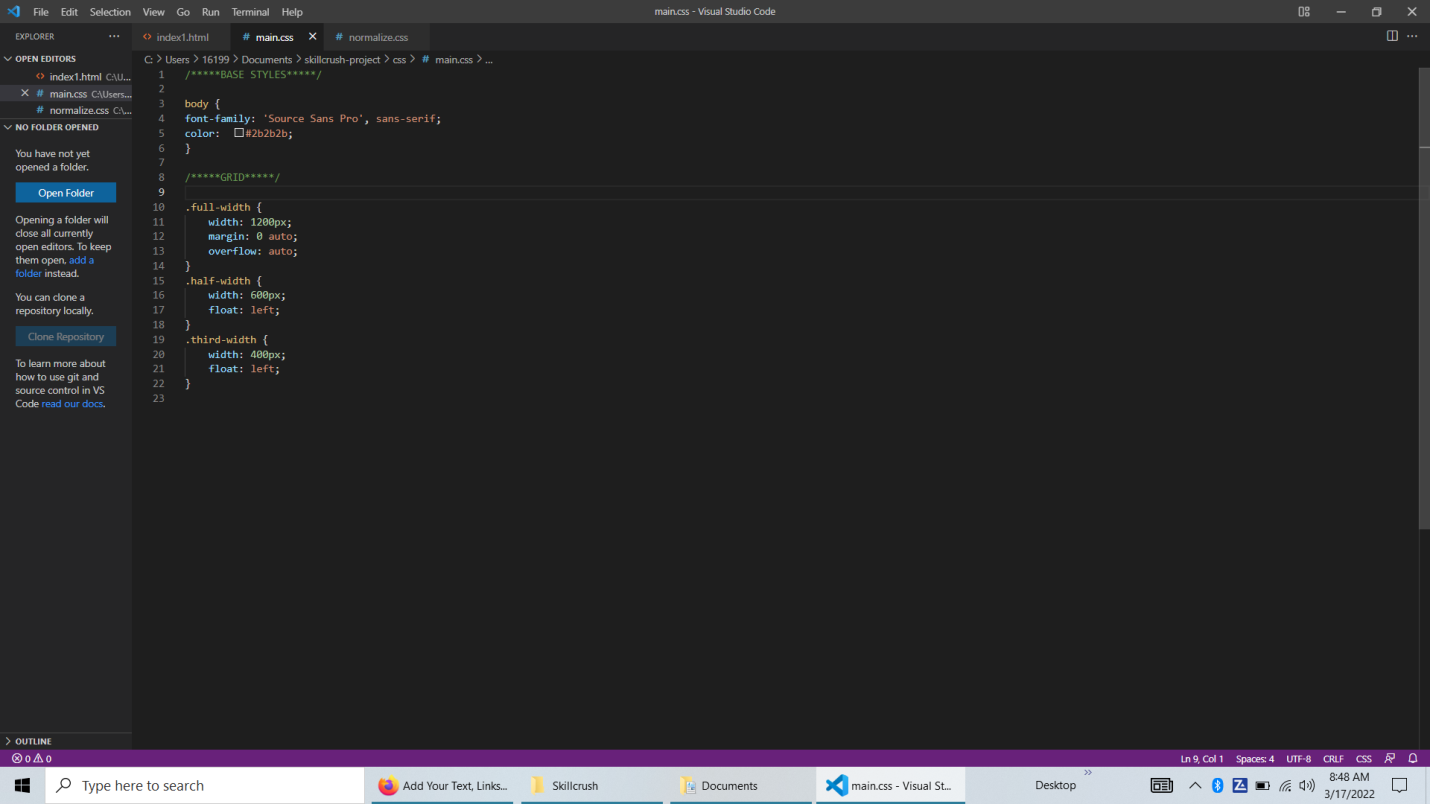 File Edit Selection View Go Run Terminal Help
main.css - Visual Studio Code
EXPLORER
index1.html
# main.css
# normalize.css
OPEN EDITORS
index1.html C:\U...
# main.css C:\Users...
# normalize.css C:\,...
NO FOLDER OPENED
You have not yet
opened a folder.
Open Folder
Opening a folder will
close all currently
open editors. To keep
them open, add a
folder instead.
You can clone a
repository locally.
Clone Repository
To learn more about
how to use git and
source control in VS
Code read our docs.
OUTLINE
C: > Users > 16199 > Documents > skillcrush-project > css > # main.css > ...
1 /*****BASE STYLES*****/
2
3 body {
4 font-family: 'Source Sans Pro', sans-serif;
5 color: #2b2b2b;
6 }
7
8 /*****GRID*****/
9
10 .full-width {
11 width: 1200px;
12 margin: 0 auto;
13 overflow: auto;
14 }
15 .half-width {
16 width: 600px;
17 float: left;
18 }
19 .third-width {
20 width: 400px;
21 float: left;
22 }
23
0 0
Ln 9, Col 1 Spaces: 4 UTF-8 CRLF CSS
Type here to search
Add Your Text, Links...
Skillcrush
Documents
main.css - Visual St...
Desktop
8:48 AM
3/17/2022